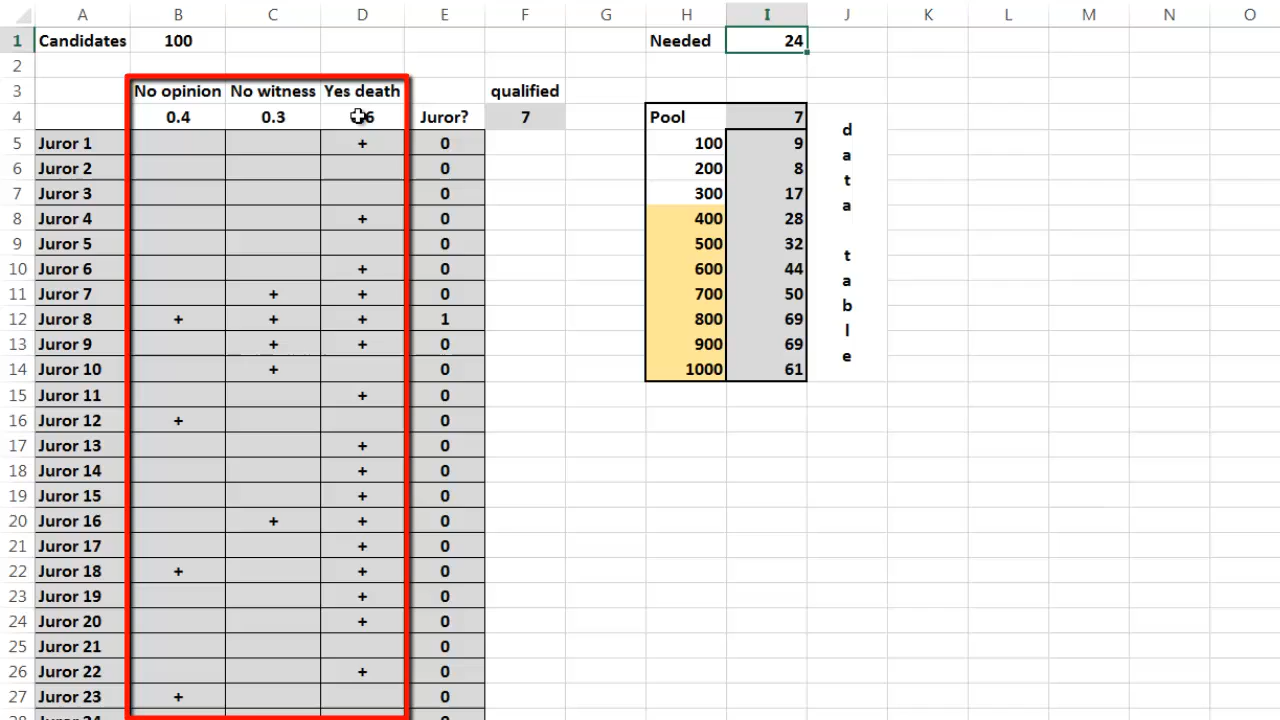 A B C D E F G H I J K L M N O
1 Candidates 100 Needed 24
2
3 No opinion No witness Yes death qualified
4 0.4 0.3 6 Juror? 7 Pool 7
5 Juror 1 + 0 100 9 d
6 Juror 2 0 200 8 a
7 Juror 3 0 300 17 t
8 Juror 4 + 0 400 28 a
9 Juror 5 0 500 32
10 Juror 6 + 0 600 44 t
11 Juror 7 + + 0 700 50 a
12 Juror 8 + + + 1 800 69 b
13 Juror 9 + + 0 900 69 l
14 Juror 10 + 0 1000 61 e
15 Juror 11 + 0
16 Juror 12 + 0
17 Juror 13 + 0
18 Juror 14 + 0
19 Juror 15 + 0
20 Juror 16 + + 0
21 Juror 17 + 0
22 Juror 18 + + 0
23 Juror 19 + 0
24 Juror 20 + 0
25 Juror 21 0
26 Juror 22 + 0
27 Juror 23 + 0